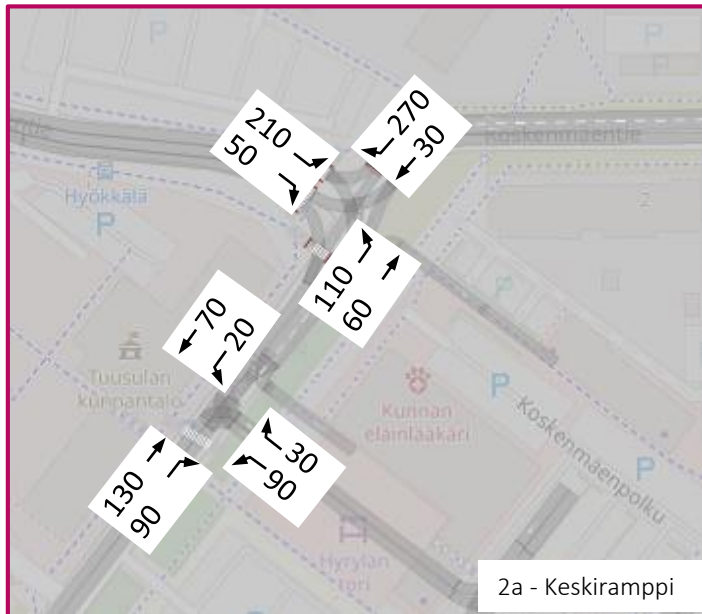 P
P
210
50
270
30
Koskenmäentie
Hyökkälä
P
2
110
60
70
20
Tuusulan
kunnantalo
Kunnan
eläinlääkäri
P
Koskenmäenpolku
P
30
90
130
90
Hyrylän
tori
P
P
2a - Keskiramppi